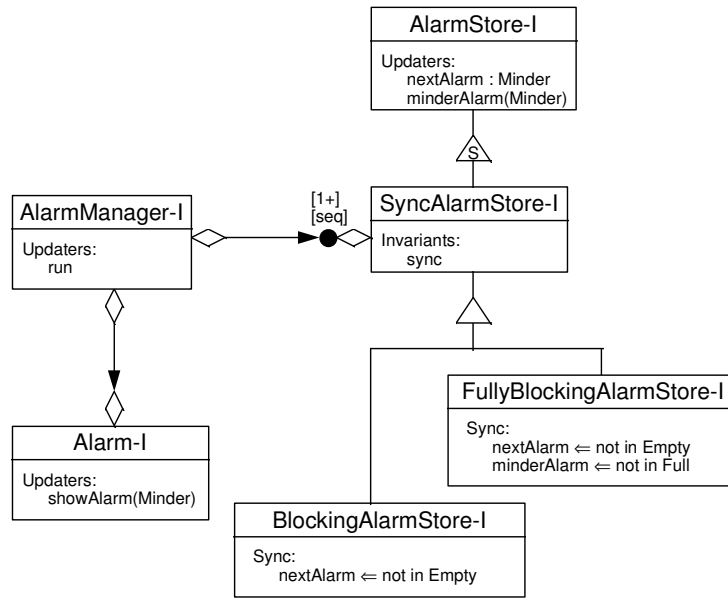 AlarmStore-I
Updaters:
nextAlarm : Minder
minderAlarm(Minder)
S
[1+]
[seq]
AlarmManager-I
Updaters:
run
SyncAlarmStore-I
Invariants:
sync
FullyBlockingAlarmStore-I
Sync:
nextAlarm ⇐ not in Empty
minderAlarm ⇐ not in Full
Alarm-I
Updaters:
showAlarm(Minder)
BlockingAlarmStore-I
Sync:
nextAlarm ⇐ not in Empty